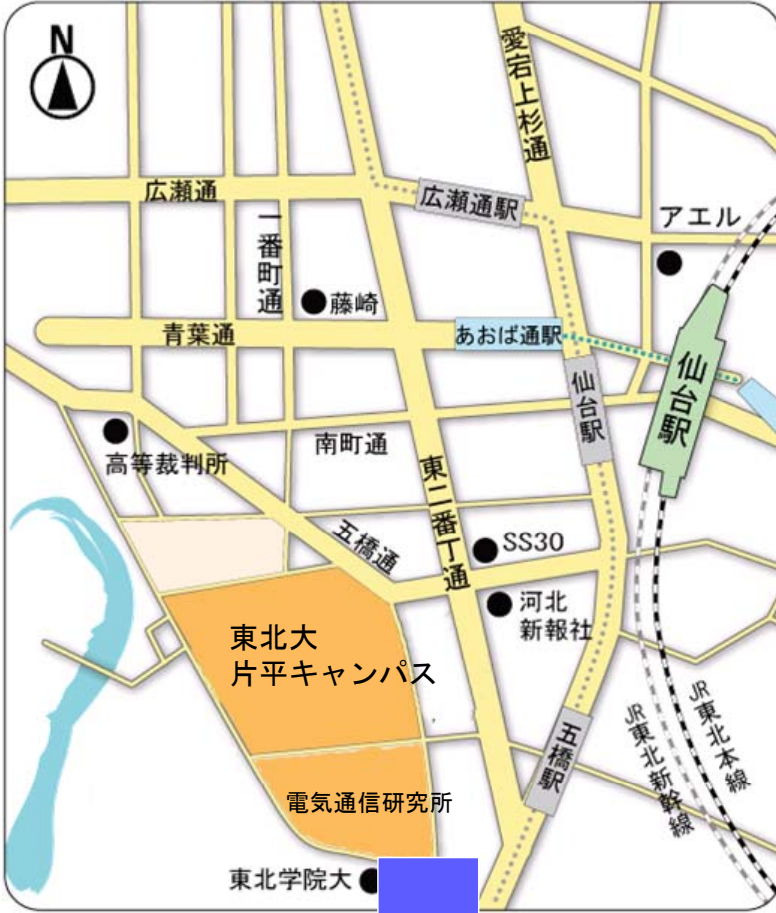 N
愛宕上杉通
広瀬通
広瀬通駅
一番町通
アエル
藤崎
青葉通
あおば通駅
仙台駅
仙台駅
高等裁判所
南町通
東二番丁通
五橋通
SS30
河北
新報社
東北大
片平キャンパス
JR東北本線
JR東北新幹線
五橋駅
電気通信研究所
東北学院大